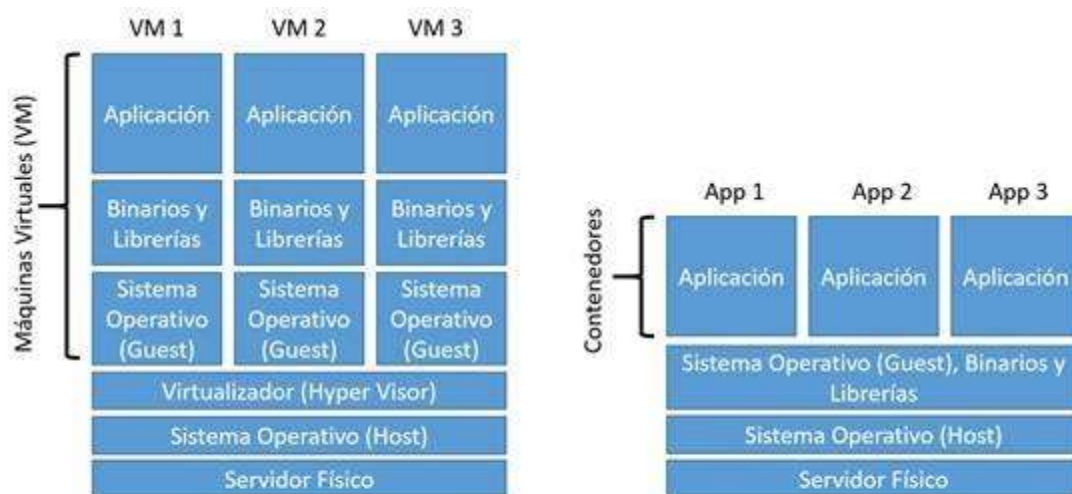 VM 1
VM 2
VM 3
Máquinas Virtuales (VM)
Aplicación
Aplicación
Aplicación
Binarios y
Librerías
Binarios y
Librerías
Binarios y
Librerías
Sistema
Operativo
(Guest)
Sistema
Operativo
(Guest)
Sistema
Operativo
(Guest)
Virtualizador (Hyper Visor)
Sistema Operativo (Host)
Servidor Físico
App 1
App 2
App 3
Contenedores
Aplicación
Aplicación
Aplicación
Sistema Operativo (Guest), Binarios y
Librerías
Sistema Operativo (Host)
Servidor Físico